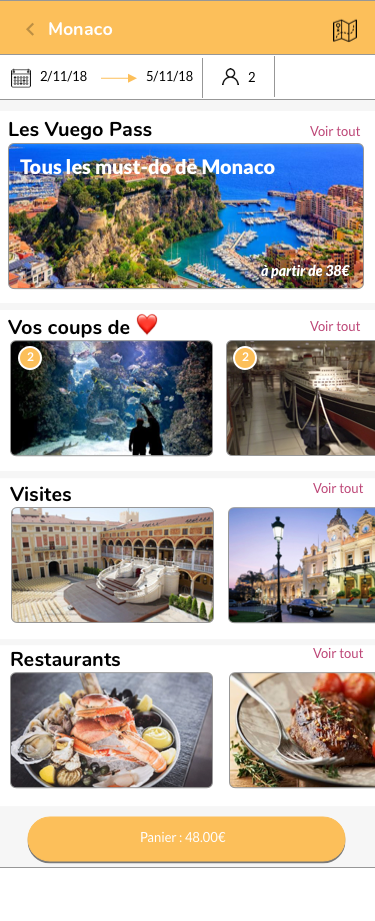 Monaco
2/11/18 5/11/18 2
Les Vuego Pass Voir tout
Tous les must-do de Monaco
à partir de 38€
Vos coups de ❤️ Voir tout
2 2
Visites Voir tout
Restaurants Voir tout
Panier : 48.00€